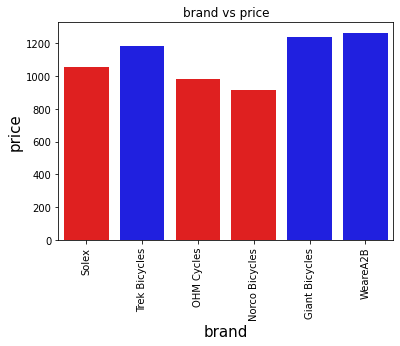 brand vs price
price
1200
1000
800
600
400
200
0
Solex
Trek Bicycles
OHM Cycles
Norco Bicycles
Giant Bicycles
WeareA2B
brand